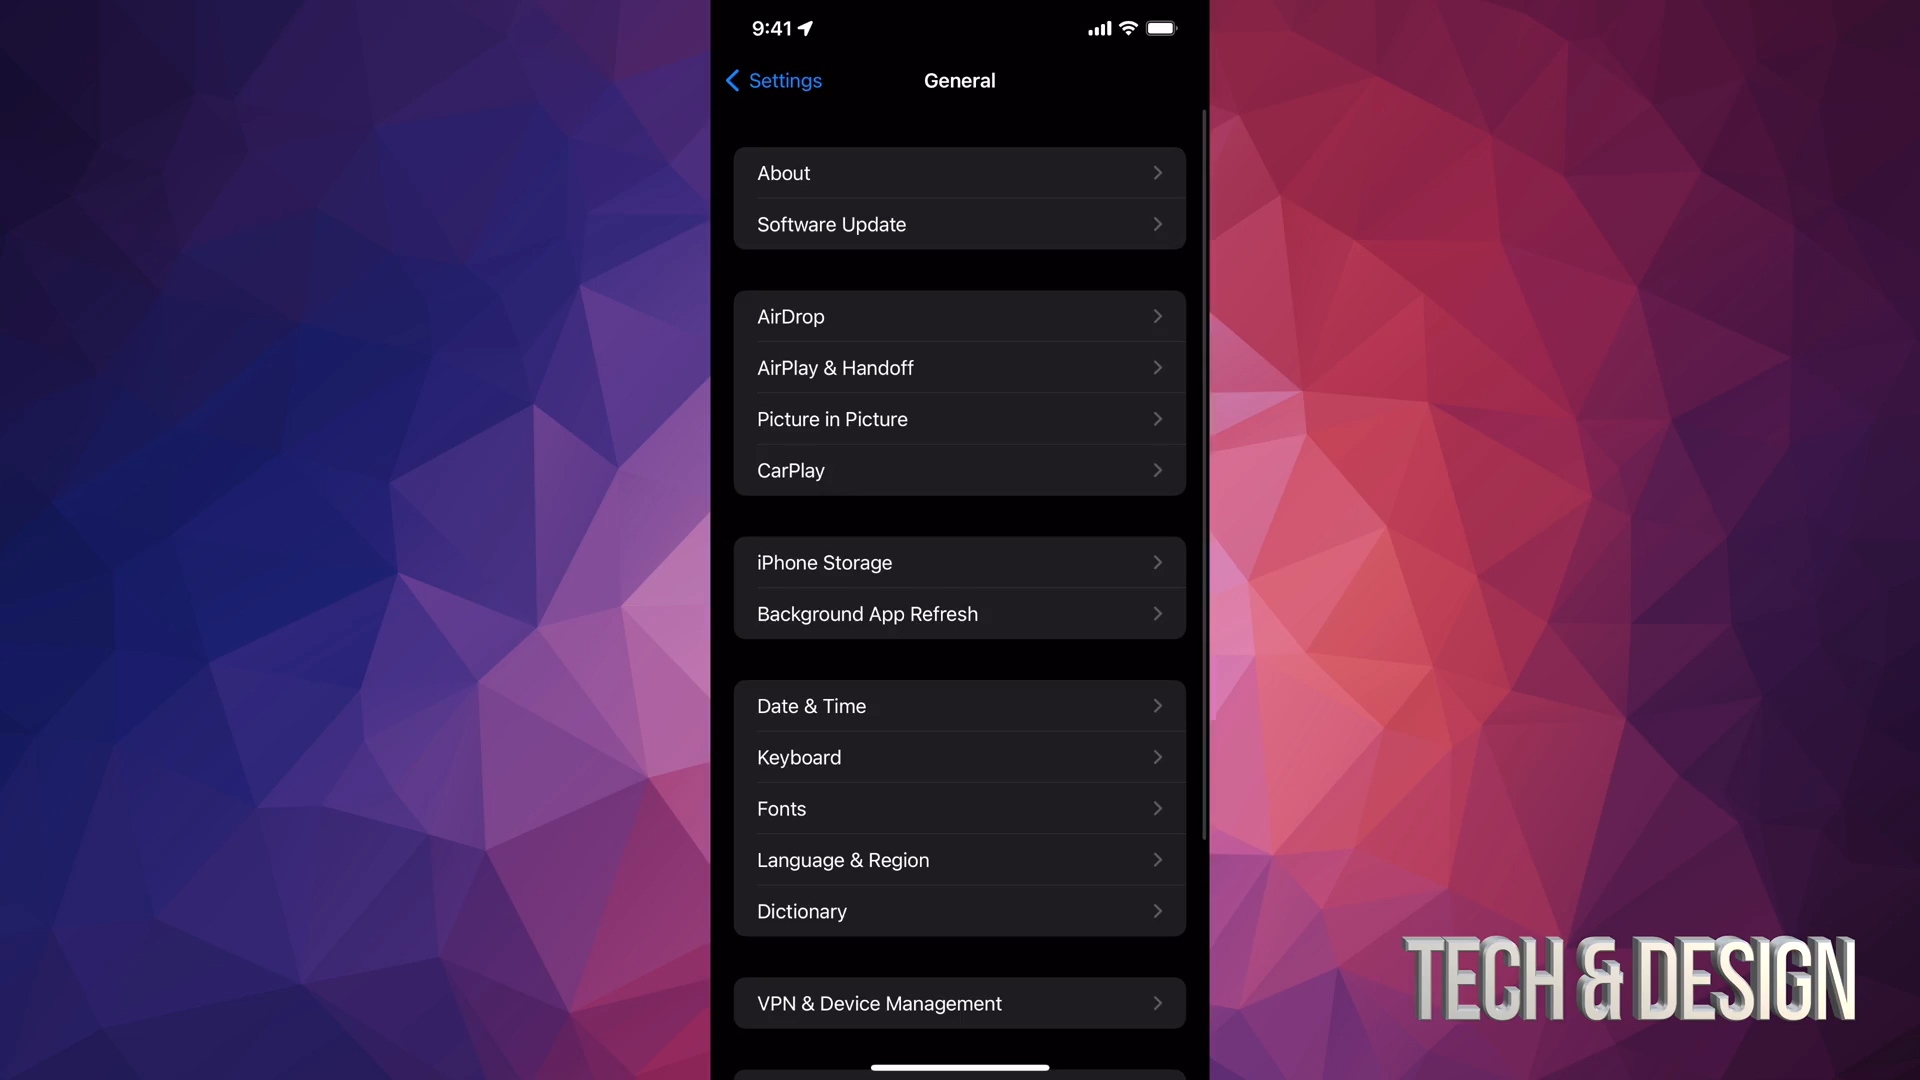 9:41
Settings
General
About
Software Update
AirDrop
AirPlay & Handoff
Picture in Picture
CarPlay
iPhone Storage
Background App Refresh
Date & Time
Keyboard
Fonts
Language & Region
Dictionary
VPN & Device Management
TECH & DESIGN